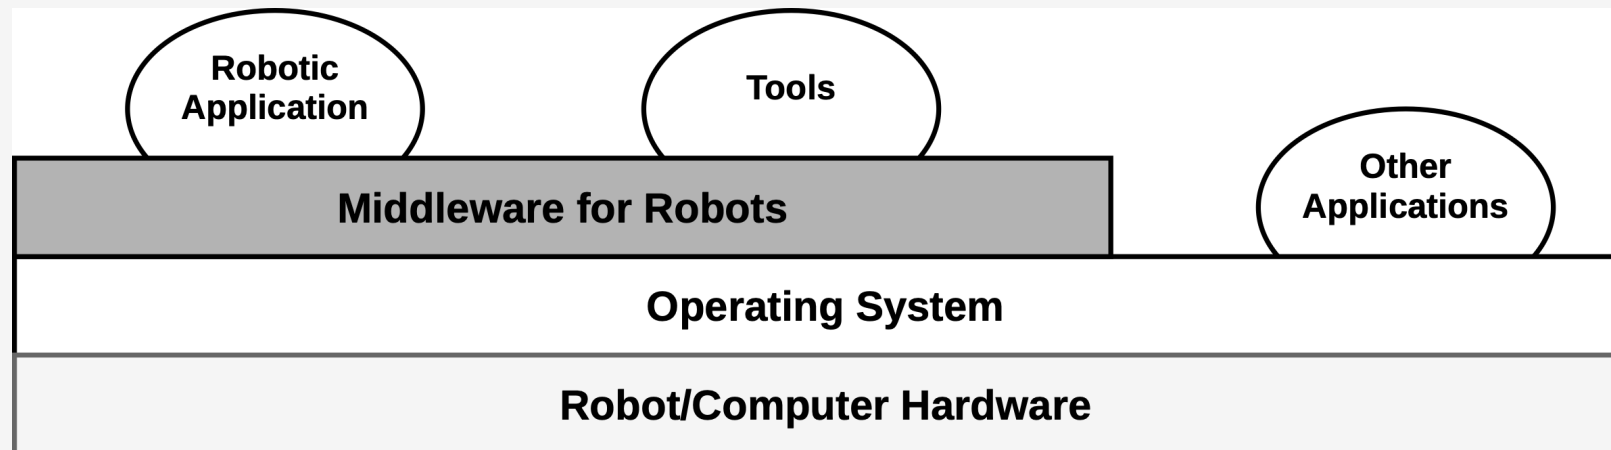 Robotic
Application
Tools
Other
Applications
Middleware for Robots
Operating System
Robot/Computer Hardware